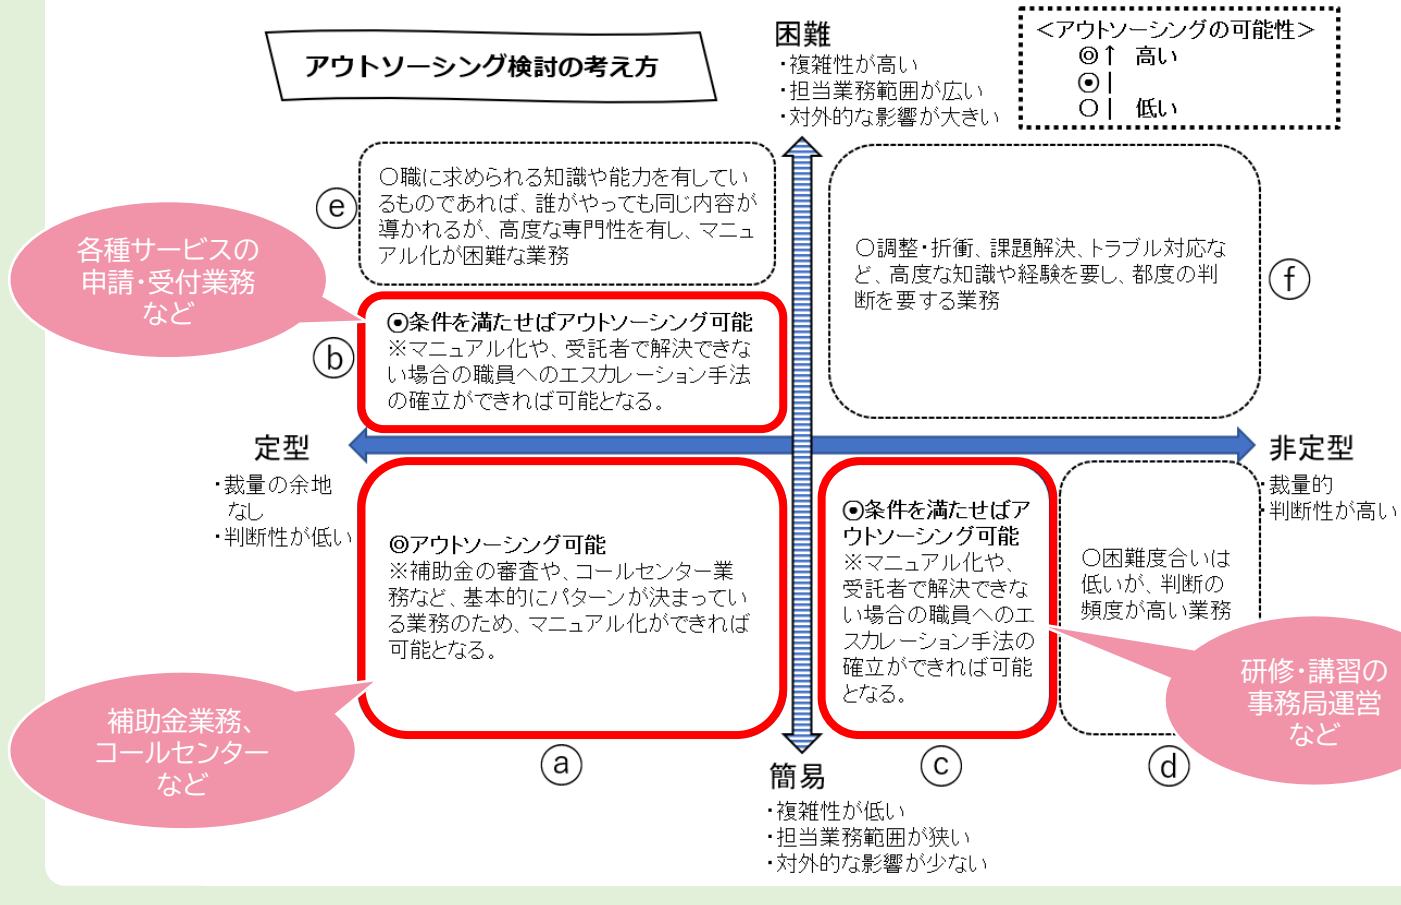 アウトソーシング検討の考え方
困難
・複雑性が高い
・担当業務範囲が広い
・対外的な影響が大きい
＜アウトソーシングの可能性＞
◎↑ 高い
⦿|
○| 低い
ⓔ
○職に求められる知識や能力を有してい
るものであれば、誰がやっても同じ内容が
導かれるが、高度な専門性を有し、マニュ
アル化が困難な業務
○調整・折衝、課題解決、トラブル対応な
ど、高度な知識や経験を要し、都度の判
断を要する業務
ⓕ
各種サービスの
申請・受付業務
など
ⓑ
⦿条件を満たせばアウトソーシング可能
※マニュアル化や、受託者で解決できな
い場合の職員へのエスカレーション手法
の確立ができれば可能となる。
定型
・裁量の余地
なし
・判断性が低い
非定型
・裁量的
・判断性が高い
◎アウトソーシング可能
※補助金の審査や、コールセンター業
務など、基本的にパターンが決まってい
る業務のため、マニュアル化ができれば
可能となる。
⦿条件を満たせばア
ウトソーシング可能
※マニュアル化や、
受託者で解決できな
い場合の職員へのエ
スカレーション手法の
確立ができれば可能
となる。
○困難度合いは
低いが、判断の
頻度が高い業務
研修・講習の
事務局運営
など
補助金業務、
コールセンター
など
ⓐ
ⓒ
ⓓ
簡易
・複雑性が低い
・担当業務範囲が狭い
・対外的な影響が少ない